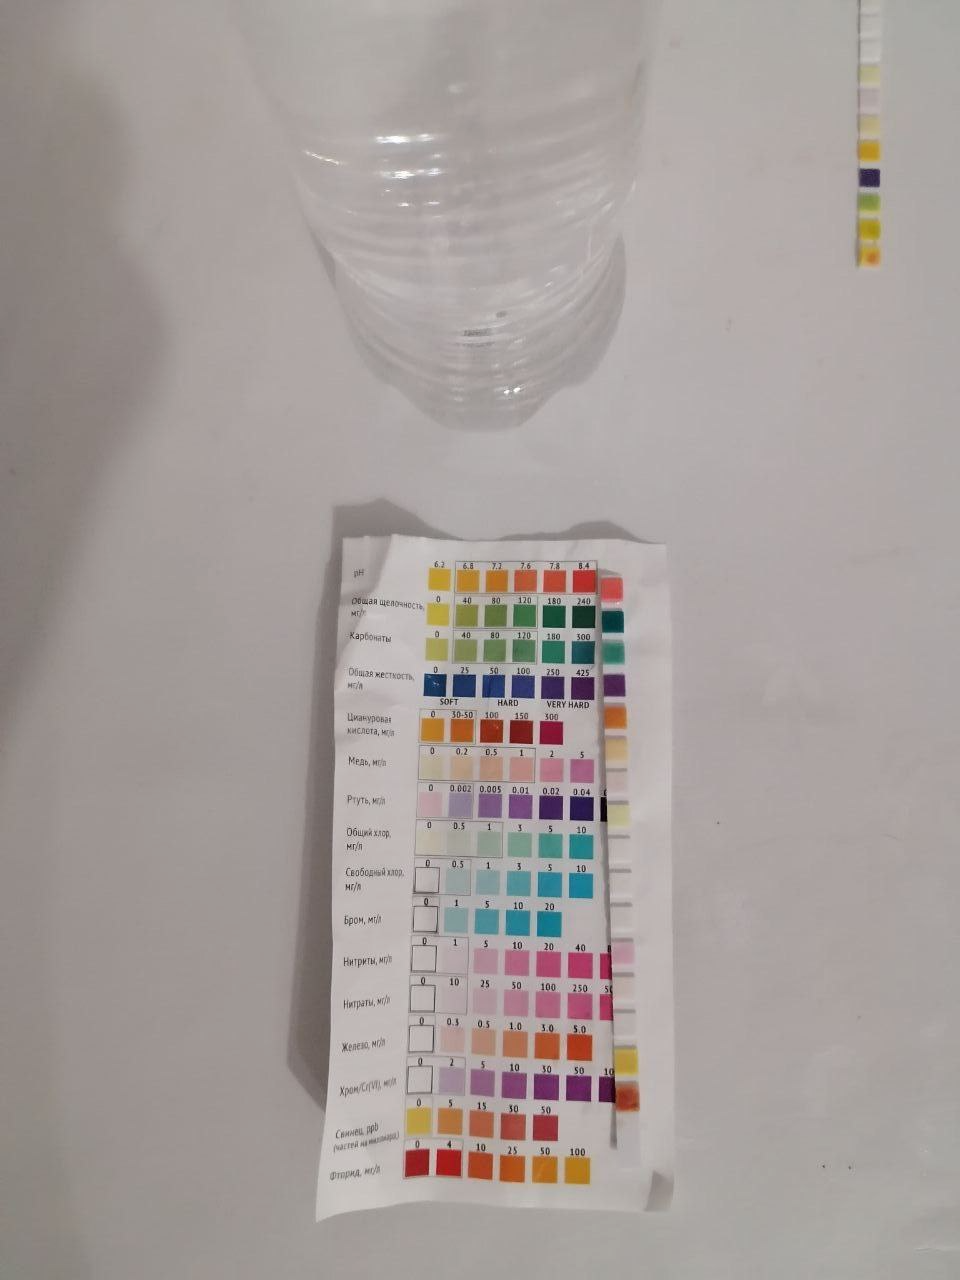 pH 6.2 6.8 7.2 7.6 7.8 8.4
Общая щелочность, 0 40 80 120 180 240
мг/л
Карбонаты 0 40 80 120 180 300
Общая жесткость, 0 25 50 100 250 425
мг/л
SOFT HARD VERY HARD
Циануровая 0 30-50 100 150 300
кислота, мг/л
Медь, мг/л 0 0.2 0.5 1 2 5
Ртуть, мг/л 0 0.002 0.005 0.01 0.02 0.04
Общий хлор, 0 0.5 1 3 5 10
мг/л
Свободный хлор, 0 0.5 1 3 5 10
мг/л
Бром, мг/л 0 1 5 10 20
Нитриты, мг/л 0 1 5 10 20 40
Нитраты, мг/л 0 10 25 50 100 250
Железо, мг/л 0 0.3 0.5 1.0 3.0 5.0
Хром/Cr(VI), мг/л 0 2 5 10 30 50
Свинец, ppb 0 5 15 30 50
(частей на миллиард)
Фторид, мг/л 0 4 10 25 50 100